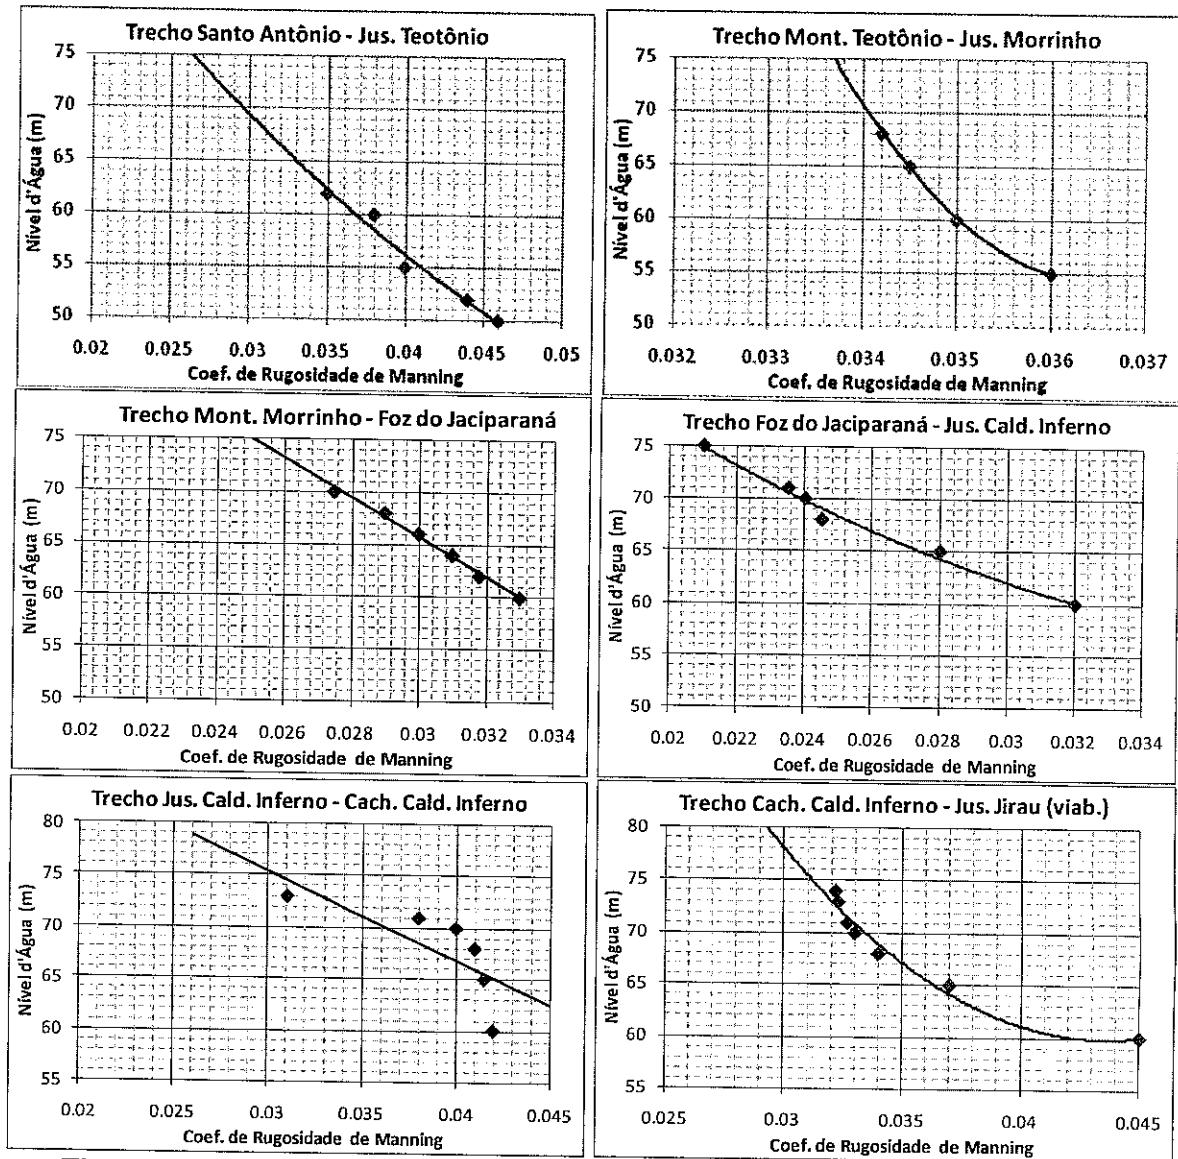 Trecho Santo Antônio - Jus. Teotônio
Nível d'Água (m)
75
70
65
60
55
50
0.02 0.025 0.03 0.035 0.04 0.045 0.05
Coef. de Rugosidade de Manning
Trecho Mont. Teotônio - Jus. Morrinho
Nível d'Água (m)
75
70
65
60
55
50
0.032 0.033 0.034 0.035 0.036 0.037
Coef. de Rugosidade de Manning
Trecho Mont. Morrinho - Foz do Jaciparaná
Nível d'Água (m)
75
70
65
60
55
50
0.02 0.022 0.024 0.026 0.028 0.03 0.032 0.034
Coef. de Rugosidade de Manning
Trecho Foz do Jaciparaná - Jus. Cald. Inferno
Nível d'Água (m)
75
70
65
60
55
50
0.02 0.022 0.024 0.026 0.028 0.03 0.032 0.034
Coef. de Rugosidade de Manning
Trecho Jus. Cald. Inferno - Cach. Cald. Inferno
Nível d'Água (m)
80
75
70
65
60
55
0.02 0.025 0.03 0.035 0.04 0.045
Coef. de Rugosidade de Manning
Trecho Cach. Cald. Inferno - Jus. Jirau (viab.)
Nível d'Água (m)
80
75
70
65
60
55
0.025 0.03 0.035 0.04 0.045
Coef. de Rugosidade de Manning